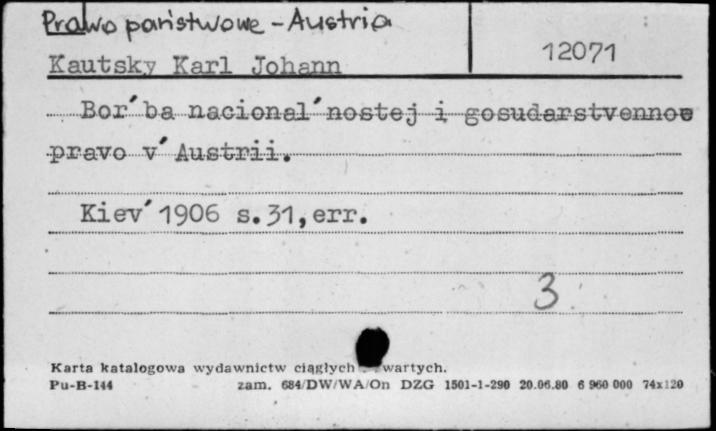 Prawo państwowe - Austria
12071
Kautsky Karl Johann
Bor´ba nacional´nostej i gosudarstvennoe
pravo v´ Austrii.
Kiev´ 1906 s. 31, err.
3
Karta katalogowa wydawnictw ciągłych wartych.
Pu-B-144 zam. 684/DW/WA/On DZG 1501-1-290 20.06.80 6 960 000 74x120